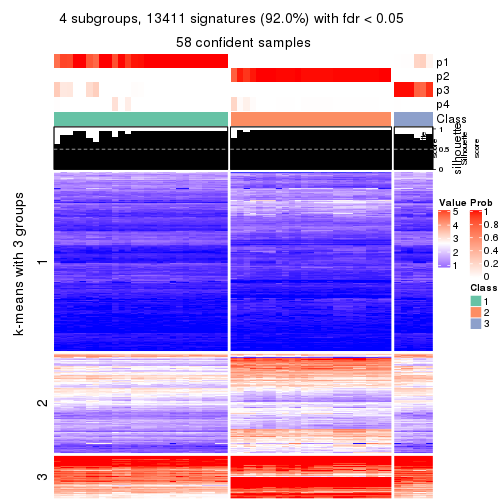 4 subgroups, 13411 signatures (92.0%) with fdr < 0.05
58 confident samples
p1
p2
p3
p4
Class
1
0.5
0
silhouette
Silhouette
score
score
k-means with 3 groups
1
2
3
Value
5
4
3
2
1
Prob
1
0.8
0.6
0.4
0.2
0
Class
1
2
3